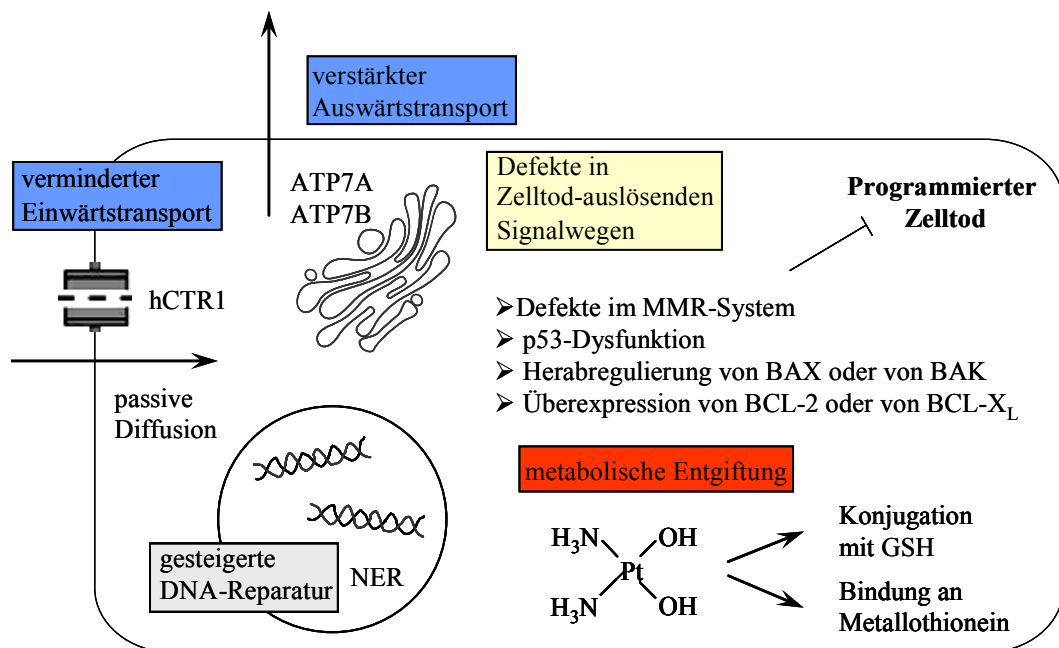 verstärkter
Auswärtstransport
verminderter
Einwärtstransport
ATP7A
ATP7B
Defekte in
Zelltod-auslösenden
Signalwegen
Programmierter
Zelltod
hCTR1
➢Defekte im MMR-System
➢ p53-Dysfunktion
➢ Herabregulierung von BAX oder von BAK
➢ Überexpression von BCL-2 oder von BCL-X_L
passive
Diffusion
metabolische Entgiftung
gesteigerte
DNA-Reparatur
NER
H₃N OH
Pt
H₃N OH
Konjugation
mit GSH
Bindung an
Metallothionein